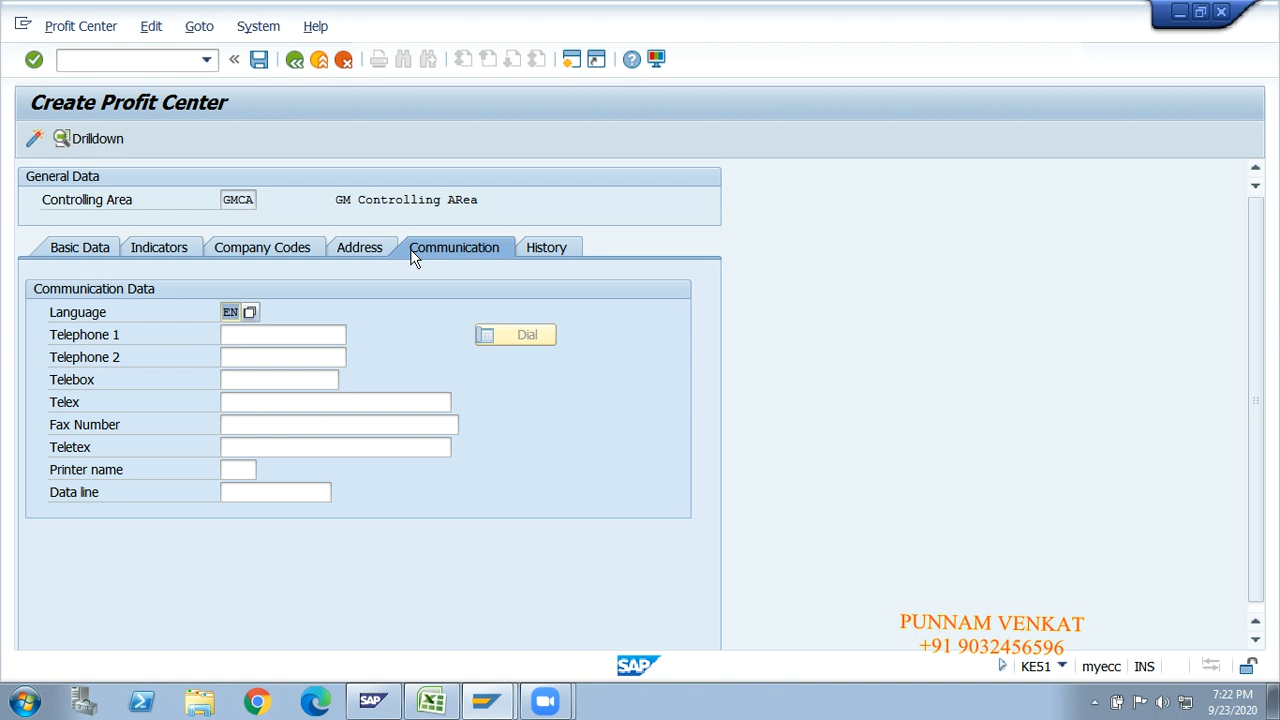 Profit Center Edit Goto System Help
Create Profit Center
Drilldown
General Data
Controlling Area GMCA GM Controlling ARea
Basic Data Indicators Company Codes Address Communication History
Communication Data
Language EN
Telephone 1 Dial
Telephone 2
Telebox
Telex
Fax Number
Teletex
Printer name
Data line
PUNNAM VENKAT
+91 9032456596
SAP KE51 myecc INS
SAP 7:22 PM
9/23/2020